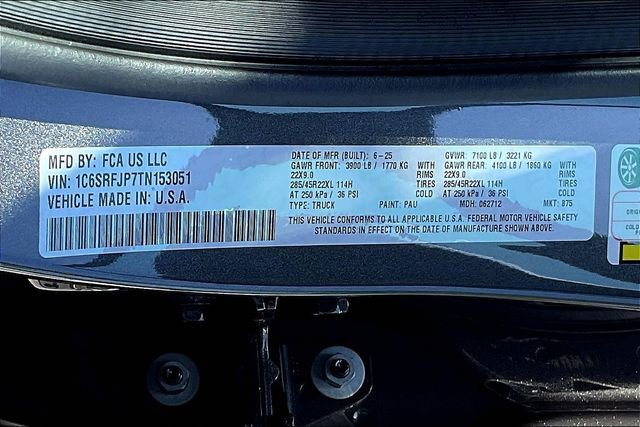 MFD BY: FCA US LLC
VIN: 1C6SRFJP7TN153051
VEHICLE MADE IN: U.S.A.
DATE OF MFR (BUILT): 6-25 GVWR: 7100 LB / 3221 KG
GAWR FRONT: 3900 LB / 1770 KG WITH GAWR REAR: 4100 LB / 1860 KG WITH
22X9.0 RIMS 22X9.0 RIMS
285/45R22XL 114H TIRES 285/45R22XL 114H TIRES
AT 250 kPa / 36 PSI COLD AT 250 kPa / 36 PSI COLD
TYPE: TRUCK PAINT: PAU MDH: 062712 MKT: 875
THIS VEHICLE CONFORMS TO ALL APPLICABLE U.S.A. FEDERAL MOTOR VEHICLE SAFETY
STANDARDS IN EFFECT ON THE DATE OF MANUFACTURE SHOWN ABOVE.